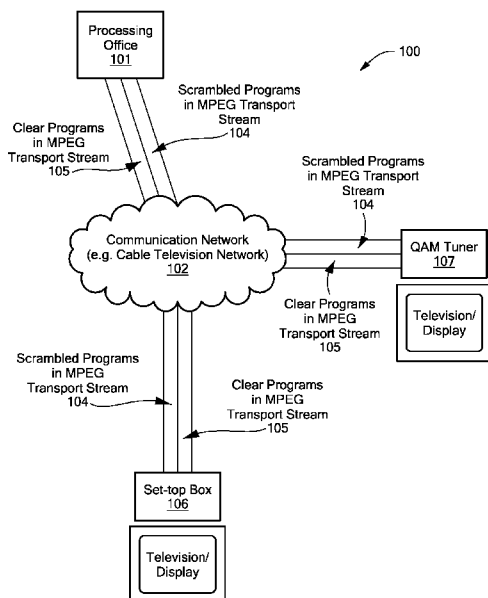 Processing
Office
101
100
Scrambled Programs
in MPEG Transport
Stream
104
Clear Programs
in MPEG
Transport Stream
105
Scrambled Programs
in MPEG Transport
Stream
104
Communication Network
(e.g. Cable Television Network)
102
QAM Tuner
107
Clear Programs
in MPEG
Transport Stream
105
Television/
Display
Scrambled Programs
in MPEG
Transport Stream
104
Clear Programs
in MPEG
Transport Stream
105
Set-top Box
106
Television/
Display